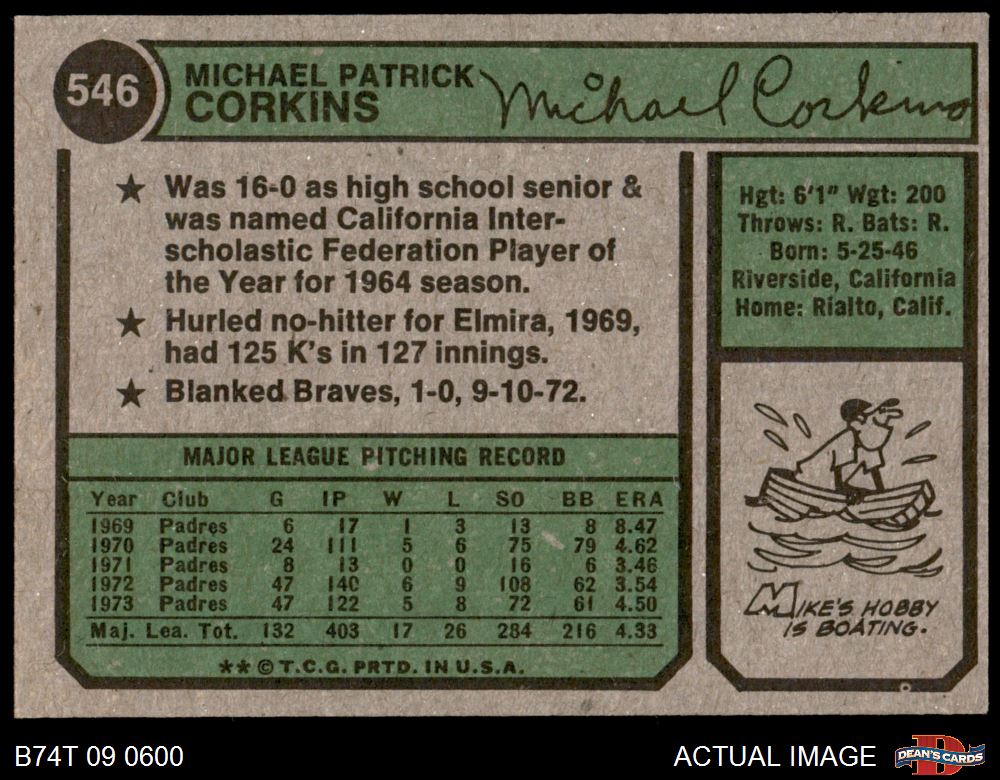 546
MICHAEL PATRICK
CORKINS
Michael Corkins
★ Was 16-0 as high school senior &
was named California Inter-
scholastic Federation Player of
the Year for 1964 season.
★ Hurled no-hitter for Elmira, 1969,
had 125 K's in 127 innings.
★ Blanked Braves, 1-0, 9-10-72.
Hgt: 6'1" Wgt: 200
Throws: R. Bats: R.
Born: 5-25-46
Riverside, California
Home: Rialto, Calif.
MAJOR LEAGUE PITCHING RECORD
Year Club G IP W L SO BB ERA
1969 Padres 6 17 1 3 13 8 8.47
1970 Padres 24 111 5 6 75 79 4.62
1971 Padres 8 13 0 0 16 6 3.46
1972 Padres 47 140 6 9 108 62 3.54
1973 Padres 47 122 5 8 72 61 4.50
Maj. Lea. Tot. 132 403 17 26 284 216 4.33
** © T.C.G. PRTD. IN U.S.A.
MIKE'S HOBBY
IS BOATING.
B74T 09 0600
ACTUAL IMAGE
D
DEAN'S CARDS